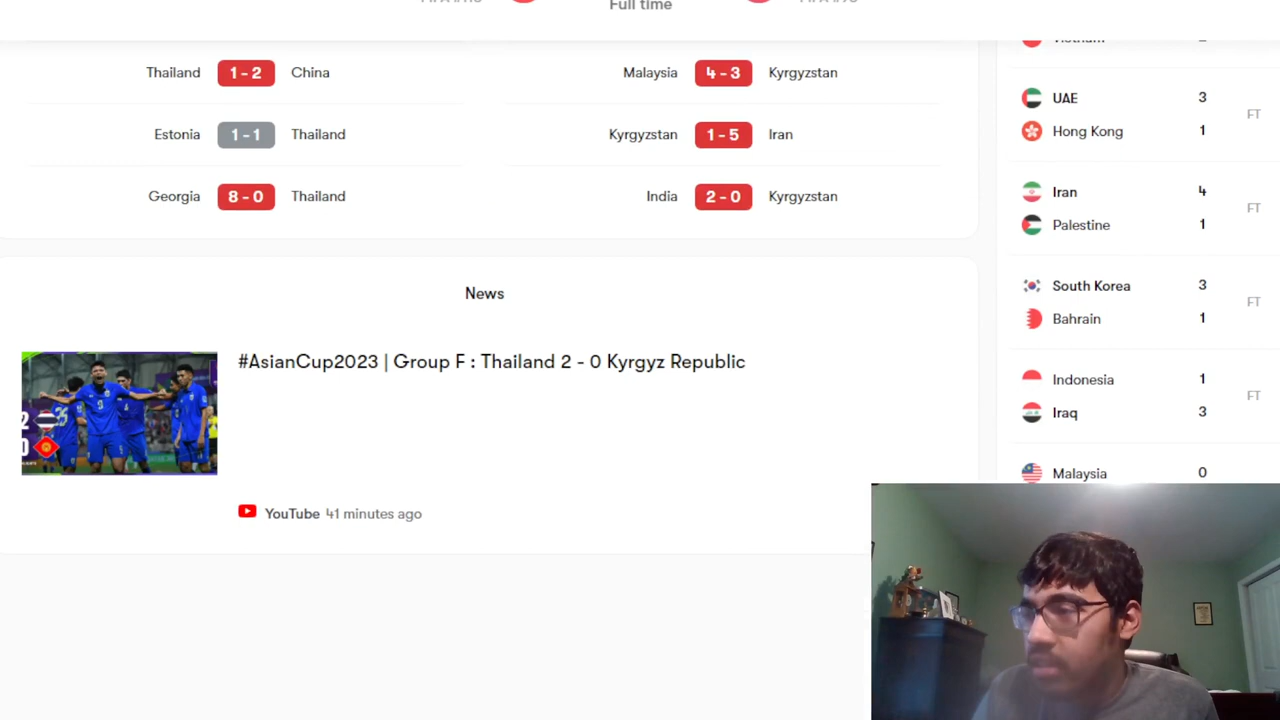 Full time
Thailand 1 - 2 China
Malaysia 4 - 3 Kyrgyzstan
Estonia 1 - 1 Thailand
Kyrgyzstan 1 - 5 Iran
Georgia 8 - 0 Thailand
India 2 - 0 Kyrgyzstan
News
#AsianCup2023 | Group F : Thailand 2 - 0 Kyrgyz Republic
YouTube 41 minutes ago
Vietnam
UAE 3
FT
Hong Kong 1
Iran 4
FT
Palestine 1
South Korea 3
FT
Bahrain 1
Indonesia 1
FT
Iraq 3
Malaysia 0